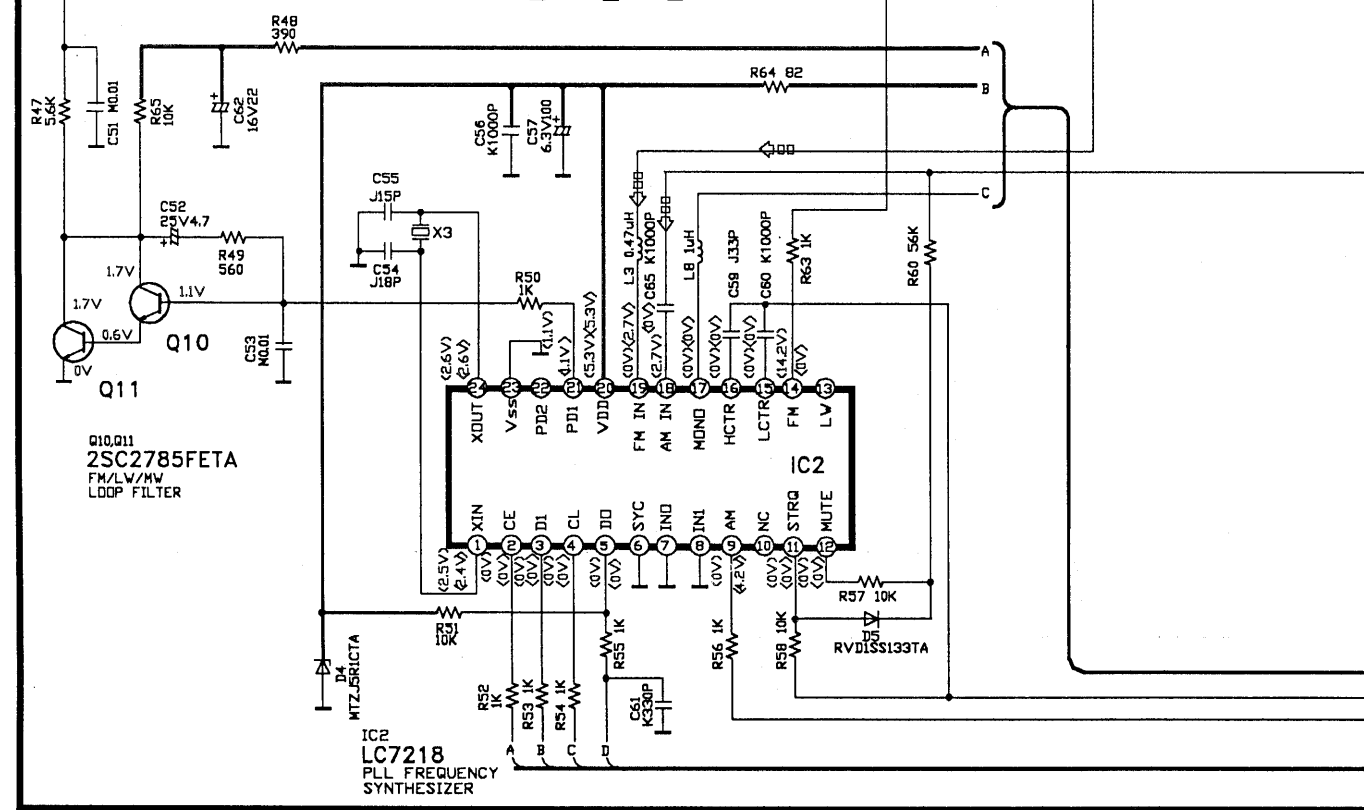 R48
390
A
R64 82
B
R47
5.6K
C51 M0.01
R65
10K
+
C62
16V22
C56
K1000P
C57
6.3V100
+
C55
J15P
X3
C54
J18P
C52
25V4.7
+
R49
560
1.7V
1.1V
1.7V
0.6V
0V
Q10
Q11
C53
M0.01
R50
1K
L3 0.47uH
C65 K1000P
L8 1uH
C59 J33P
C60 K1000P
R63 1K
R60 56K
C
(2.6V)
<2.6V>
<1.1V>
<1.1V>
(5.3V)<5.3V>
(0V)<2.7V>
<0V>
(2.7V)
(0V)<0V>
(0V)<0V>
(0V)<0V>
(14.2V)
<0V>
24 23 22 21 20 19 18 17 16 15 14 13
XOUT
Vss
PD2
PD1
VDD
FM IN
AM IN
MONO
HCTR
LCTR
FM
LW
IC2
Q10,Q11
2SC2785FETA
FM/LW/MW
LOOP FILTER
XIN
CE
D1
CL
DO
SYC
IN0
IN1
AM
NC
STRQ
MUTE
1 2 3 4 5 6 7 8 9 10 11 12
(2.5V)
<2.4V>
(0V)
<0V>
(0V)
<0V>
(0V)
<0V>
(0V)
<0V>
(0V)
<4.2V>
(0V)
<0V>
(0V)
<0V>
R57 10K
D5
RVD1SS133TA
R51
10K
R55 1K
R56 1K
R58 10K
D4
MTZJ5R1CTA
R52
1K
R53 1K
R54 1K
C61
K330P
A
B
C
D
IC2
LC7218
PLL FREQUENCY
SYNTHESIZER